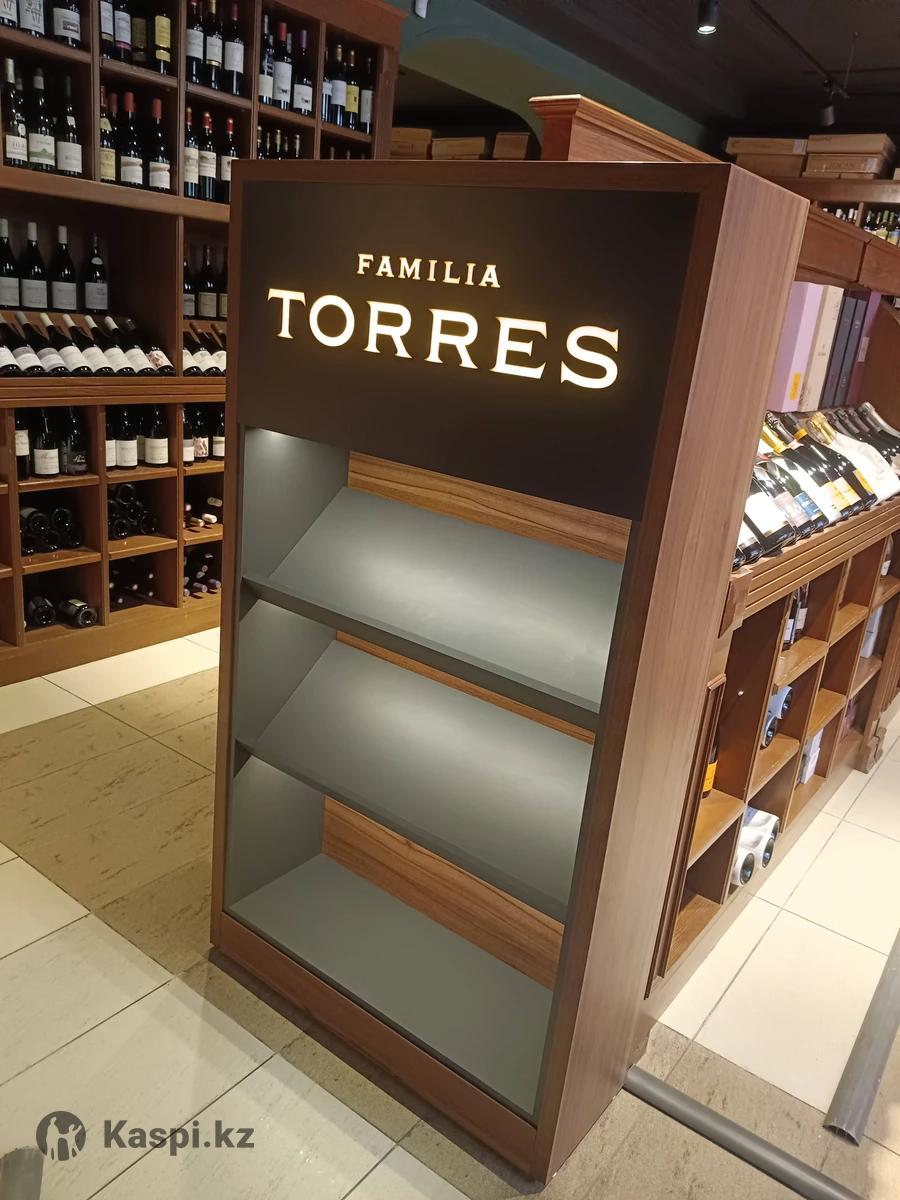 FAMILIA
TORRES
Kaspi.kz